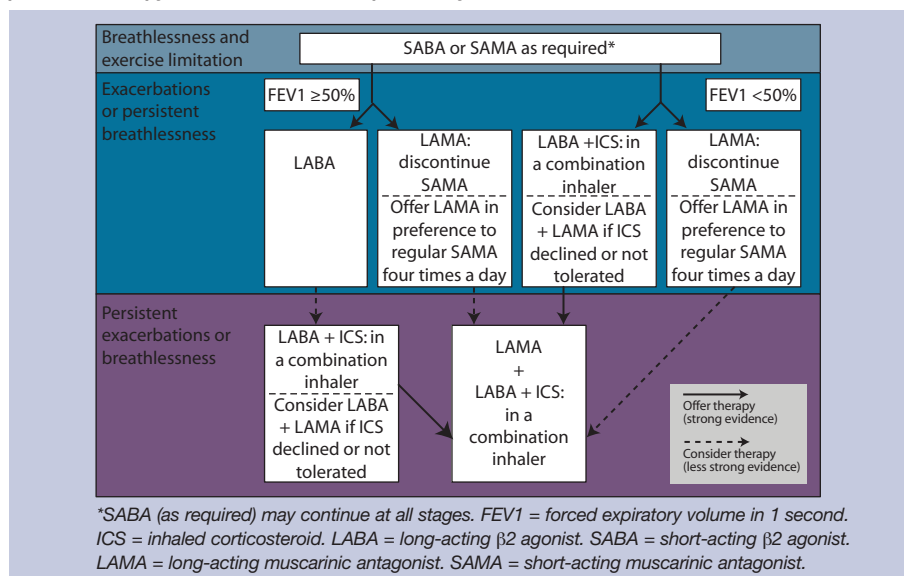 Breathlessness and
exercise limitation
SABA or SAMA as required*
Exacerbations
or persistent
breathlessness
FEV1 ≥50%
FEV1 <50%
LABA
LAMA:
discontinue
SAMA
Offer LAMA in
preference to
regular SAMA
four times a day
LABA +ICS: in
a combination
inhaler
Consider LABA
+ LAMA if ICS
declined or not
tolerated
LAMA:
discontinue
SAMA
Offer LAMA in
preference to
regular SAMA
four times a day
Persistent
exacerbations or
breathlessness
LABA + ICS: in
a combination
inhaler
Consider LABA
+ LAMA if ICS
declined or not
tolerated
LAMA
+
LABA + ICS:
in a
combination
inhaler
Offer therapy
(strong evidence)
Consider therapy
(less strong evidence)
*SABA (as required) may continue at all stages. FEV1 = forced expiratory volume in 1 second.
ICS = inhaled corticosteroid. LABA = long-acting β2 agonist. SABA = short-acting β2 agonist.
LAMA = long-acting muscarinic antagonist. SAMA = short-acting muscarinic antagonist.